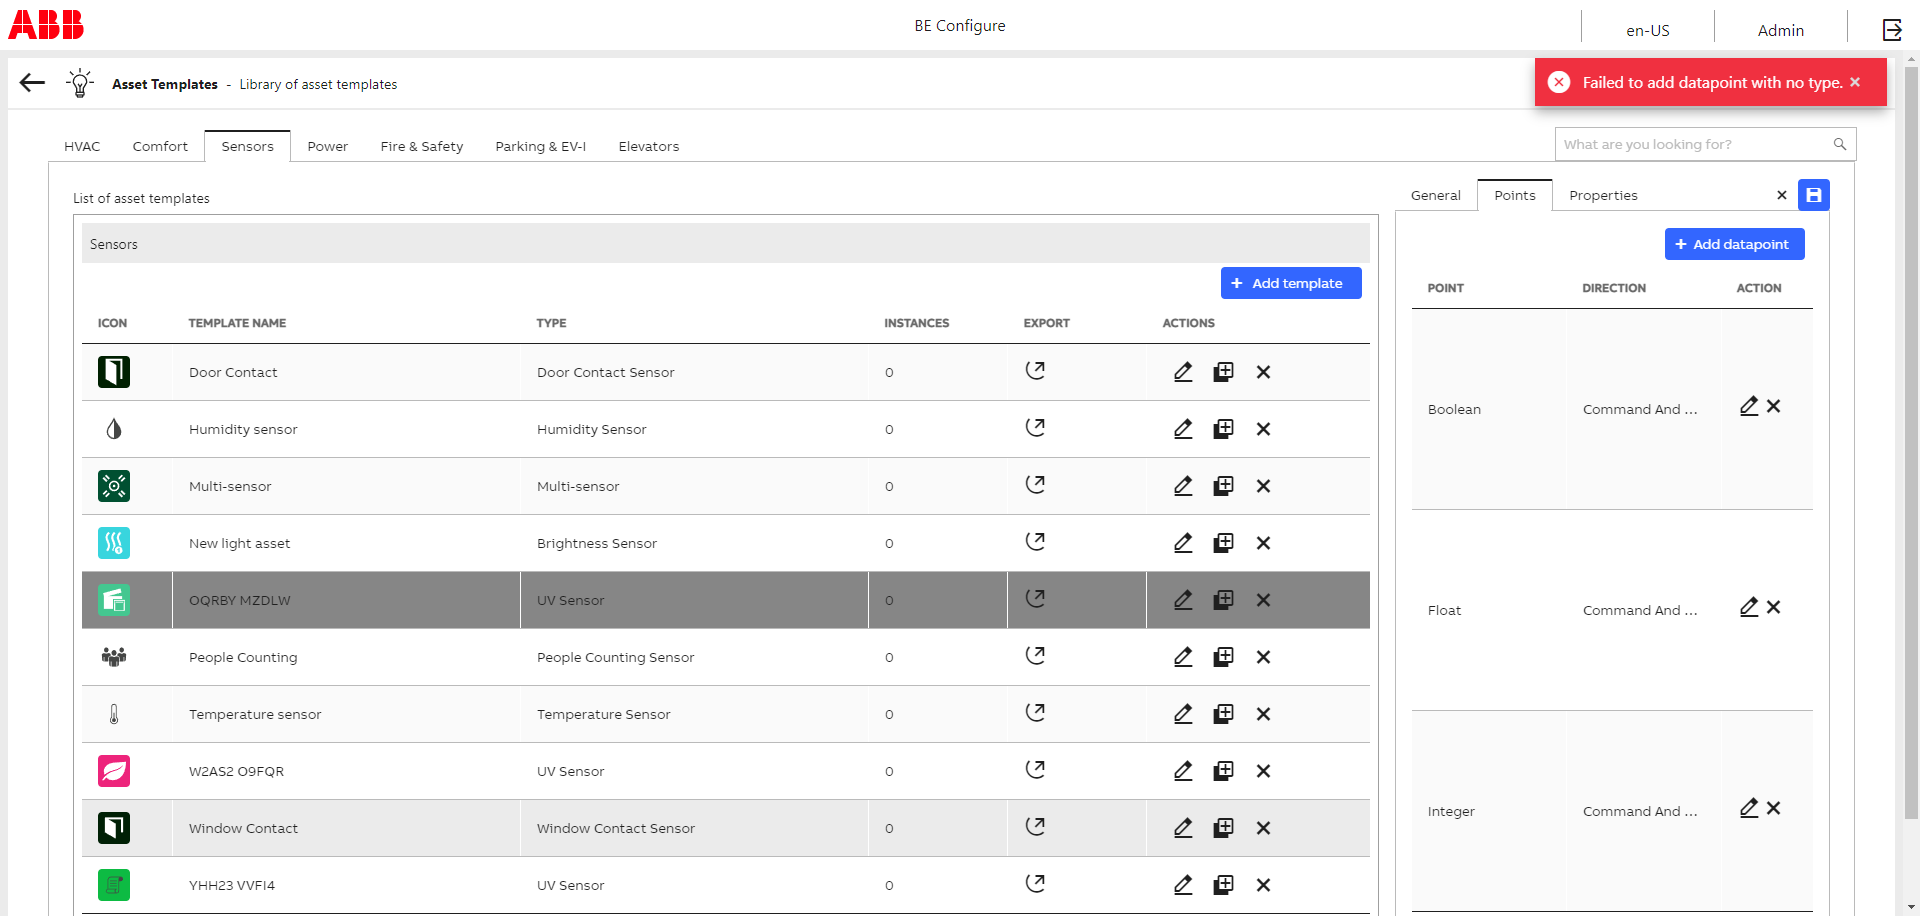 ABB
BE Configure
en-US
Admin
Asset Templates - Library of asset templates
Failed to add datapoint with no type.
HVAC
Comfort
Sensors
Power
Fire & Safety
Parking & EV-I
Elevators
What are you looking for?
List of asset templates
Sensors
Add template
ICON TEMPLATE NAME TYPE INSTANCES EXPORT ACTIONS
Door Contact Door Contact Sensor 0
Humidity sensor Humidity Sensor 0
Multi-sensor Multi-sensor 0
New light asset Brightness Sensor 0
OQRBY MZDLW UV Sensor 0
People Counting People Counting Sensor 0
Temperature sensor Temperature Sensor 0
W2AS2 O9FQR UV Sensor 0
Window Contact Window Contact Sensor 0
YHH23 VVFI4 UV Sensor 0
General
Points
Properties
Add datapoint
POINT DIRECTION ACTION
Boolean Command And ...
Float Command And ...
Integer Command And ...